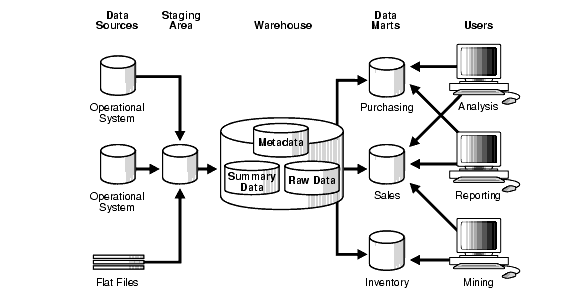 Data
Sources
Staging
Area
Warehouse
Data
Marts
Users
Operational
System
Purchasing
Analysis
Metadata
Summary
Data
Raw Data
Operational
System
Sales
Reporting
Flat Files
Inventory
Mining